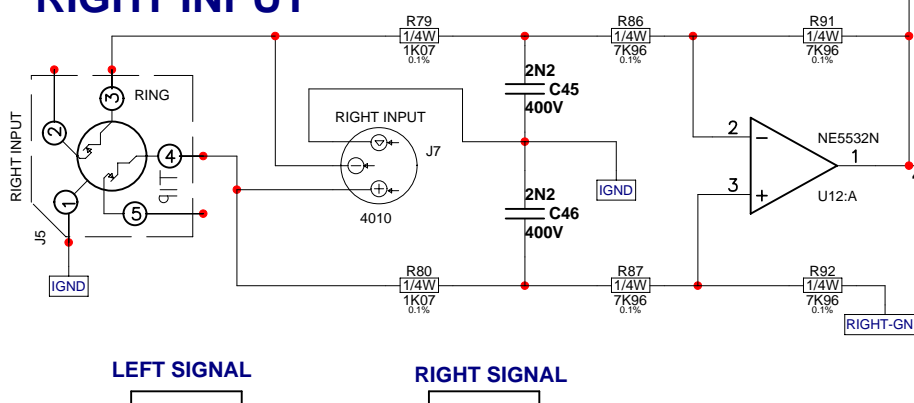 RIGHT INPUT
R79
1/4W
1K07
0.1%
R86
1/4W
7K96
0.1%
R91
1/4W
7K96
0.1%
2N2
C45
400V
3
RING
2
RIGHT INPUT
4
TIP
1
5
J5
IGND
RIGHT INPUT
J7
4010
IGND
2
NE5532N
1
3
U12:A
2N2
C46
400V
R80
1/4W
1K07
0.1%
R87
1/4W
7K96
0.1%
R92
1/4W
7K96
0.1%
RIGHT-GN
LEFT SIGNAL
RIGHT SIGNAL